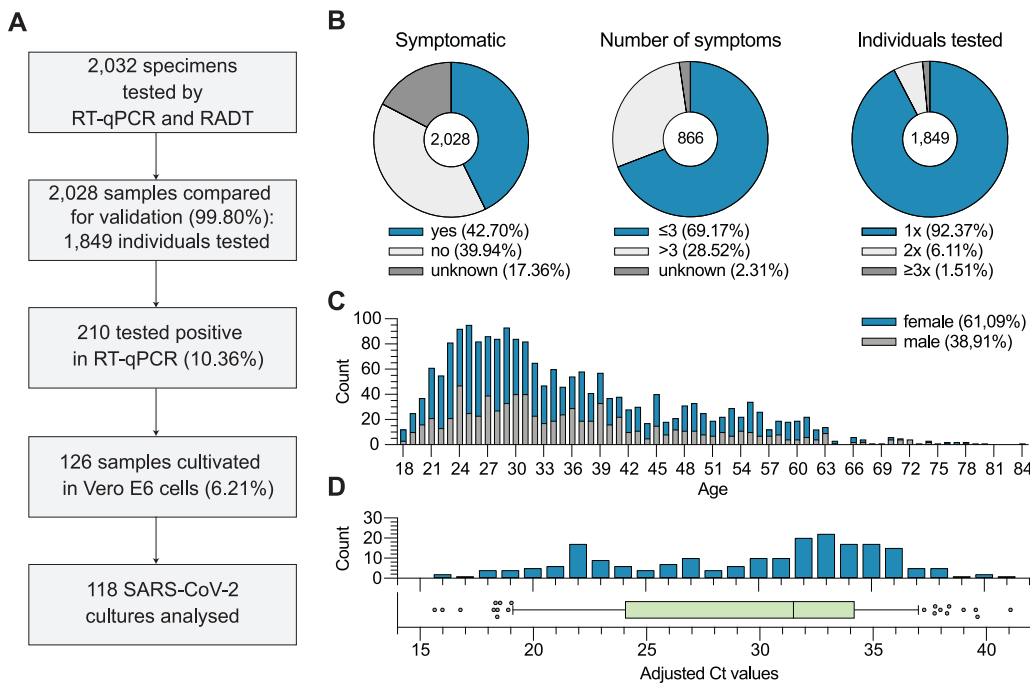 A
2,032 specimens
tested by
RT-qPCR and RADT
2,028 samples compared
for validation (99.80%):
1,849 individuals tested
210 tested positive
in RT-qPCR (10.36%)
126 samples cultivated
in Vero E6 cells (6.21%)
118 SARS-CoV-2
cultures analysed
B
Symptomatic
2,028
yes (42.70%)
no (39.94%)
unknown (17.36%)
Number of symptoms
866
≤3 (69.17%)
>3 (28.52%)
unknown (2.31%)
Individuals tested
1,849
1x (92.37%)
2x (6.11%)
≥3x (1.51%)
C
female (61,09%)
male (38,91%)
Count
100
80
60
40
20
0
18 21 24 27 30 33 36 39 42 45 48 51 54 57 60 63 66 69 72 75 78 81 84
Age
D
Count
30
20
10
0
15 20 25 30 35 40
Adjusted Ct values